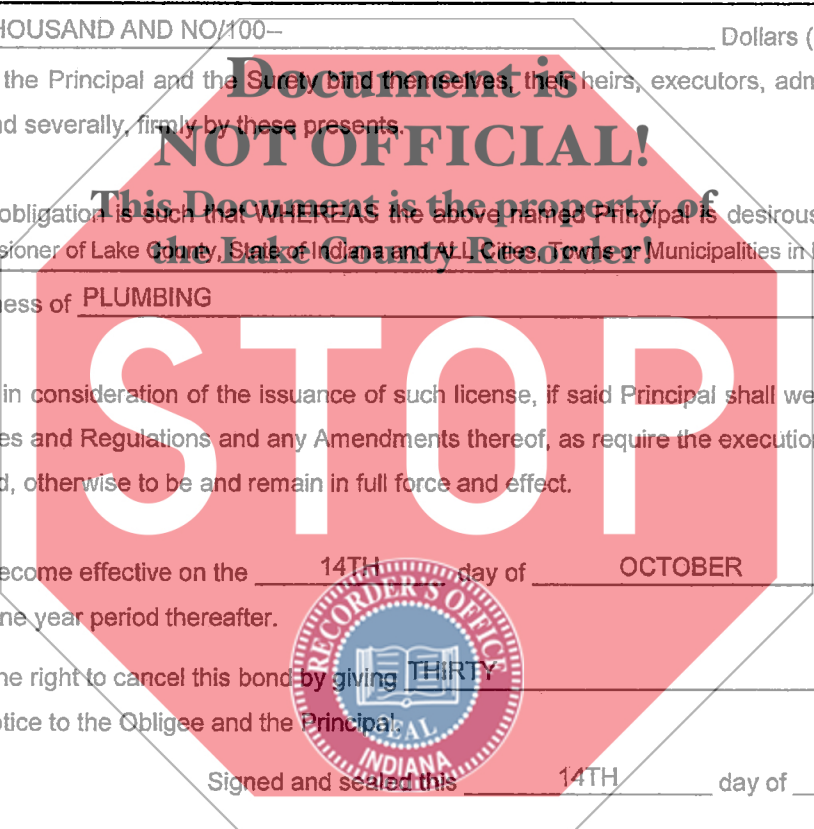 HOUSAND AND NO/100-- Dollars (
Document is
the Principal and the Surety bind themselves, their heirs, executors, adm
nd severally, firmly by these presents.
NOT OFFICIAL!
This Document is the property of
obligation is such that WHEREAS the above named Principal is desirous
sioner of Lake County, State of Indiana and ALL Cities, Towns or Municipalities in
the Lake County Recorder!
ness of PLUMBING
STOP
in consideration of the issuance of such license, if said Principal shall we
es and Regulations and any Amendments thereof, as require the execution
d, otherwise to be and remain in full force and effect.
ecome effective on the 14TH day of OCTOBER
ne year period thereafter.
RECORDER'S OFFICE
he right to cancel this bond by giving THIRTY
otice to the Obligee and the Principal.
SEAL
INDIANA
Signed and sealed this 14TH day of